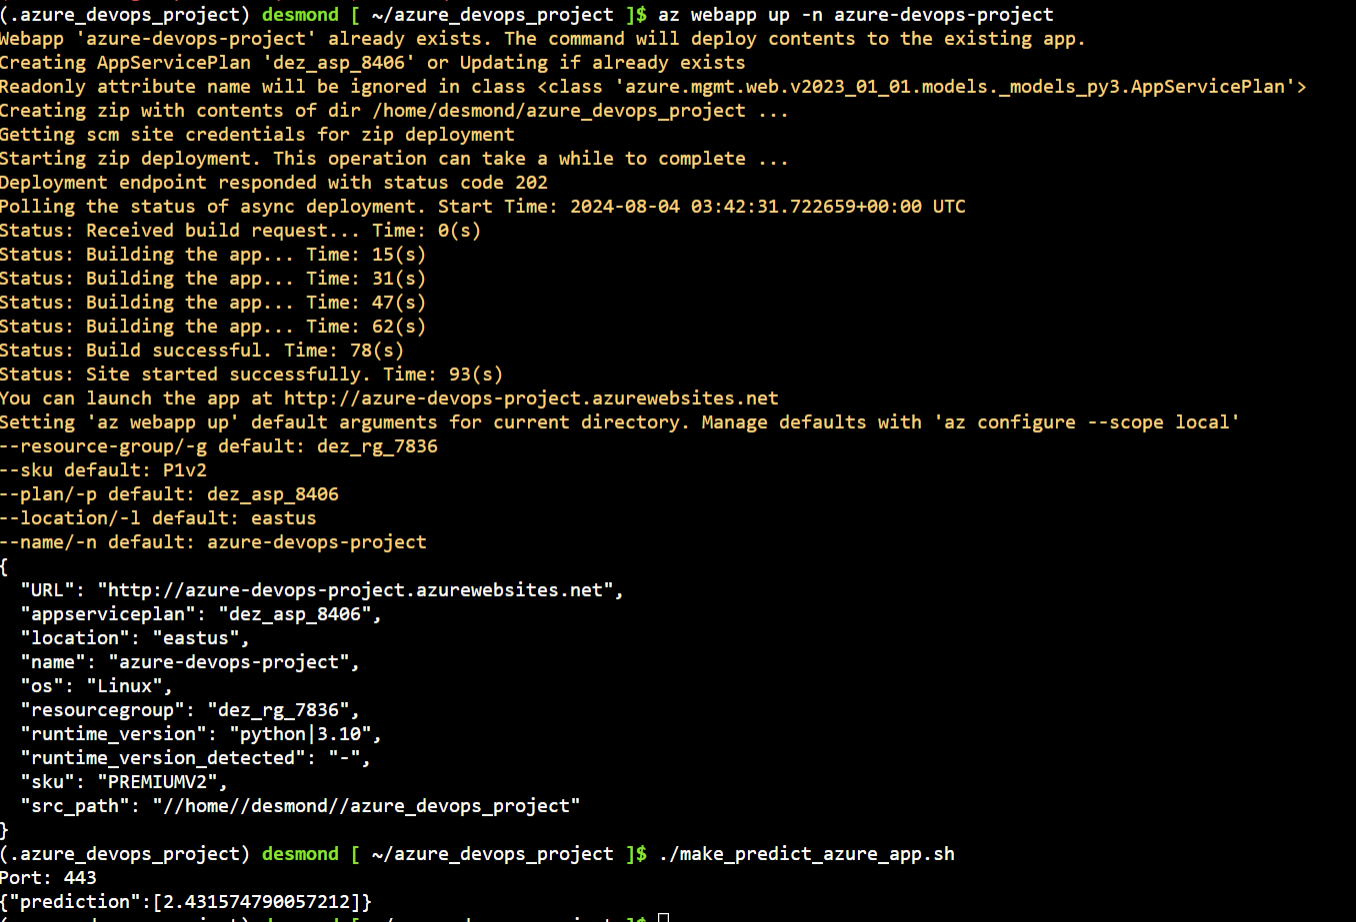 (.azure_devops_project) desmond [ ~/azure_devops_project ]$ az webapp up -n azure-devops-project
Webapp 'azure-devops-project' already exists. The command will deploy contents to the existing app.
Creating AppServicePlan 'dez_asp_8406' or Updating if already exists
Readonly attribute name will be ignored in class <class 'azure.mgmt.web.v2023_01_01.models._models_py3.AppServicePlan'>
Creating zip with contents of dir /home/desmond/azure_devops_project ...
Getting scm site credentials for zip deployment
Starting zip deployment. This operation can take a while to complete ...
Deployment endpoint responded with status code 202
Polling the status of async deployment. Start Time: 2024-08-04 03:42:31.722659+00:00 UTC
Status: Received build request... Time: 0(s)
Status: Building the app... Time: 15(s)
Status: Building the app... Time: 31(s)
Status: Building the app... Time: 47(s)
Status: Building the app... Time: 62(s)
Status: Build successful. Time: 78(s)
Status: Site started successfully. Time: 93(s)
You can launch the app at http://azure-devops-project.azurewebsites.net
Setting 'az webapp up' default arguments for current directory. Manage defaults with 'az configure --scope local'
--resource-group/-g default: dez_rg_7836
--sku default: P1v2
--plan/-p default: dez_asp_8406
--location/-l default: eastus
--name/-n default: azure-devops-project
{
  "URL": "http://azure-devops-project.azurewebsites.net",
  "appserviceplan": "dez_asp_8406",
  "location": "eastus",
  "name": "azure-devops-project",
  "os": "Linux",
  "resourcegroup": "dez_rg_7836",
  "runtime_version": "python|3.10",
  "runtime_version_detected": "-",
  "sku": "PREMIUMV2",
  "src_path": "//home//desmond//azure_devops_project"
}
(.azure_devops_project) desmond [ ~/azure_devops_project ]$ ./make_predict_azure_app.sh
Port: 443
{"prediction":[2.431574790057212]}